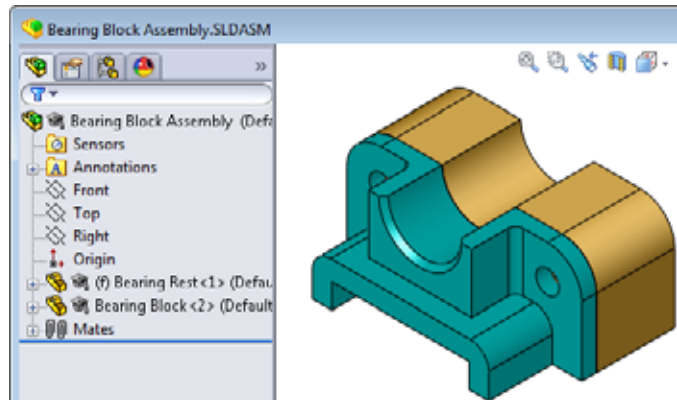 Bearing Block Assembly.SLDASM
»
Bearing Block Assembly (Defa
Sensors
A Annotations
Front
Top
Right
Origin
(f) Bearing Rest<1> (Defau
Bearing Block<2> (Default
Mates